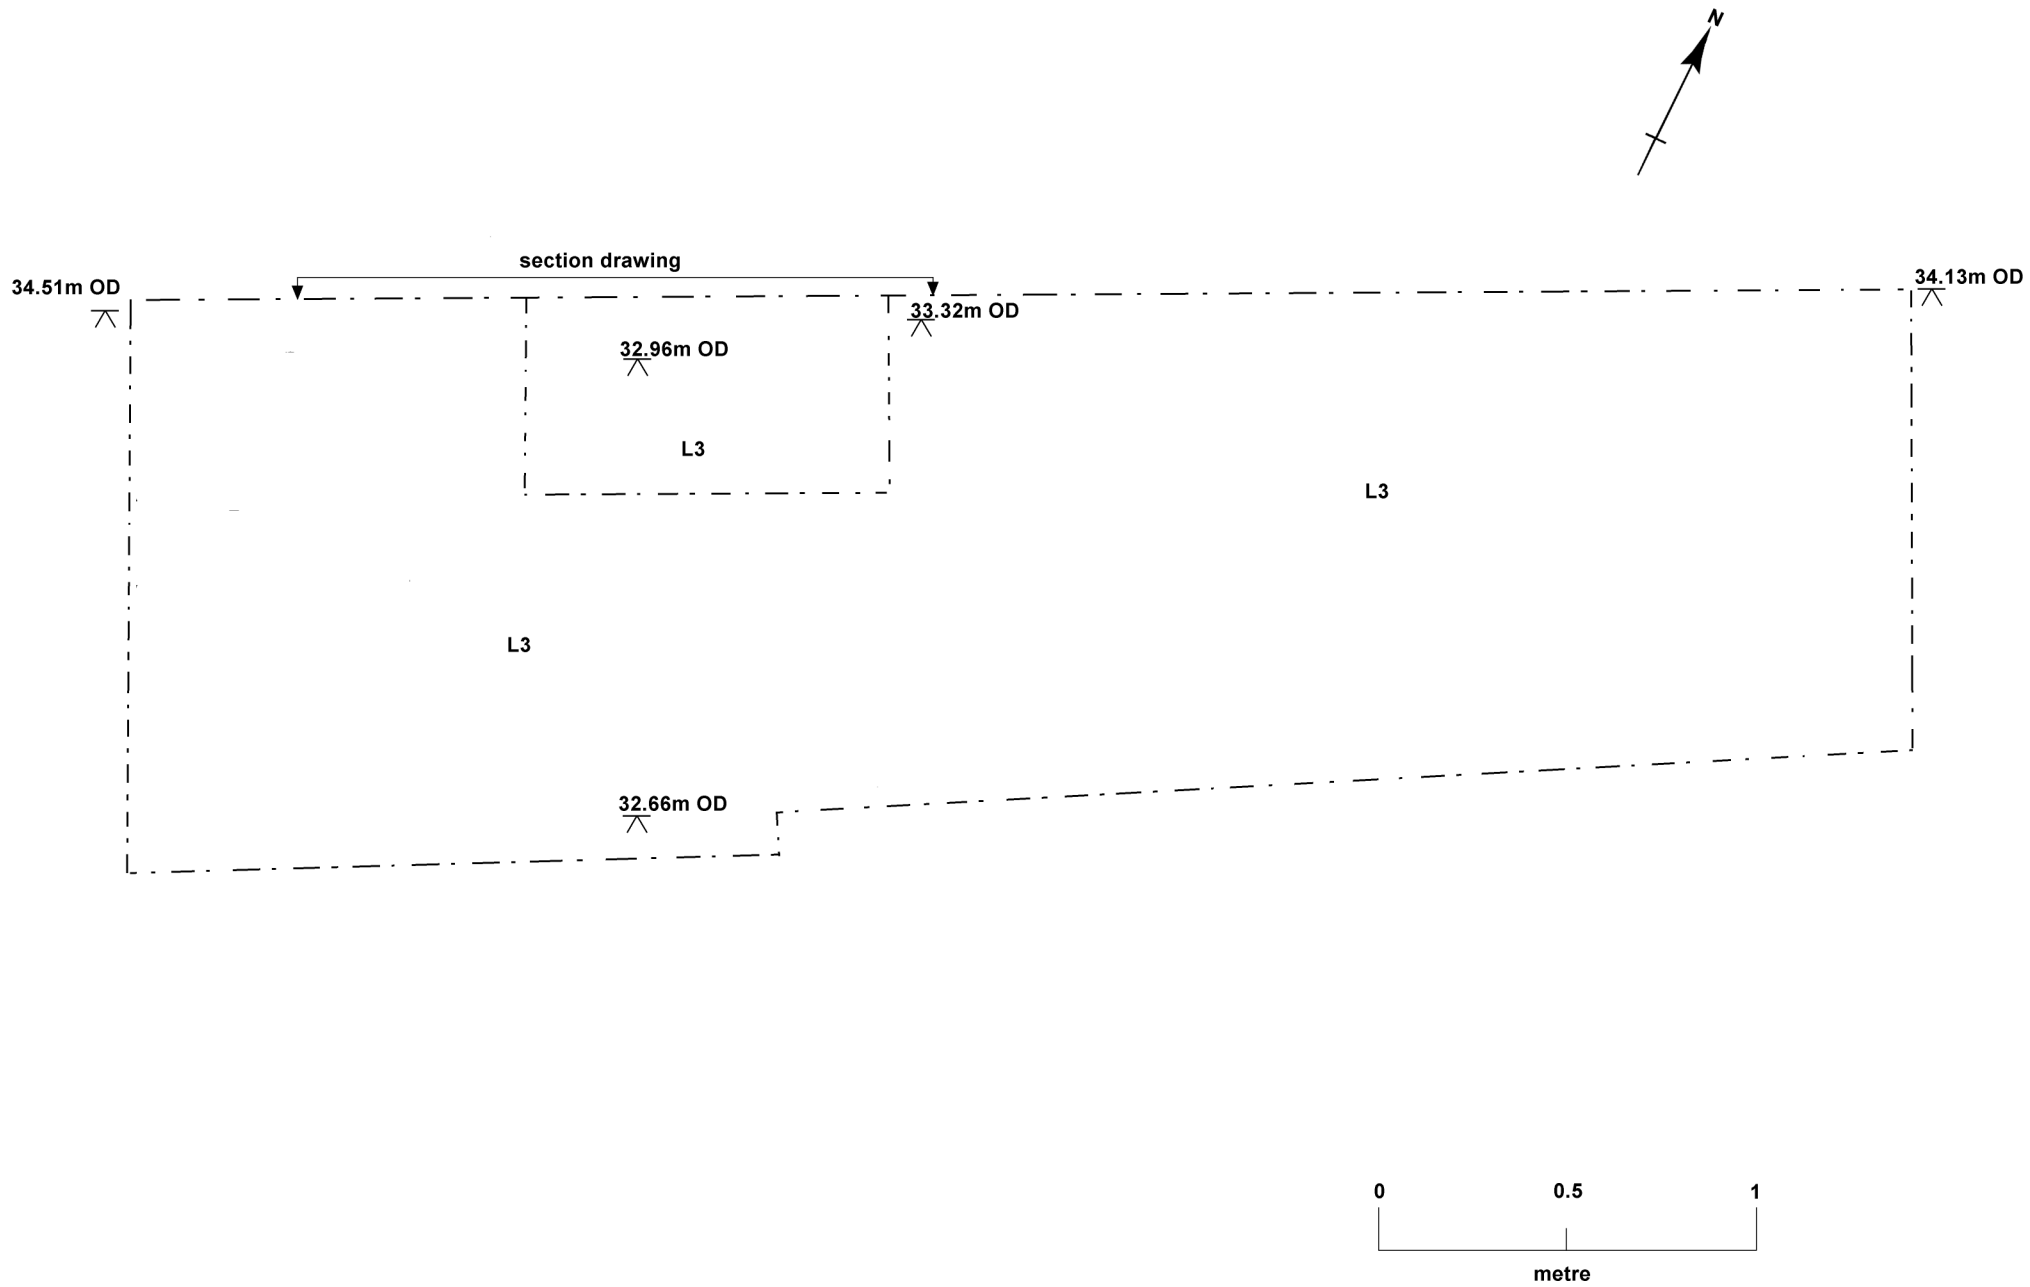 N
section drawing
34.51m OD
34.13m OD
33.32m OD
32.96m OD
L3
L3
L3
32.66m OD
0 0.5 1
metre